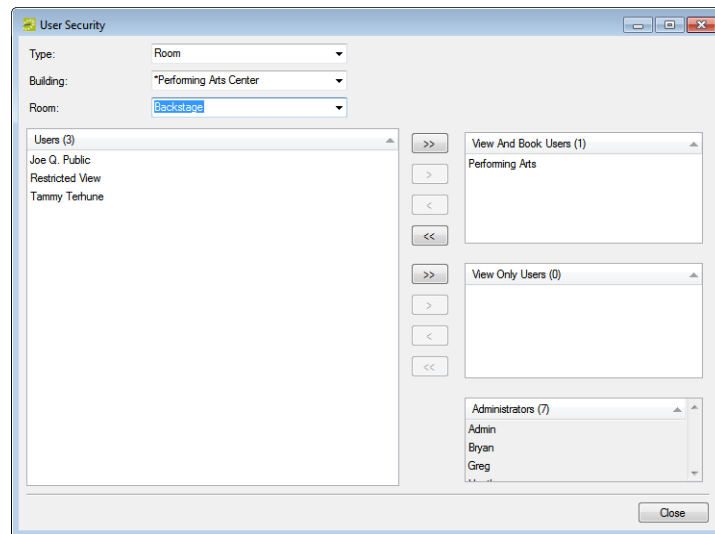 User Security
Type: Room
Building: *Performing Arts Center
Room: Backstage
Users (3)
Joe Q. Public
Restricted View
Tammy Terhune
>>
>
<
<<
View And Book Users (1)
Performing Arts
>>
>
<
<<
View Only Users (0)
Administrators (7)
Admin
Bryan
Greg
Close